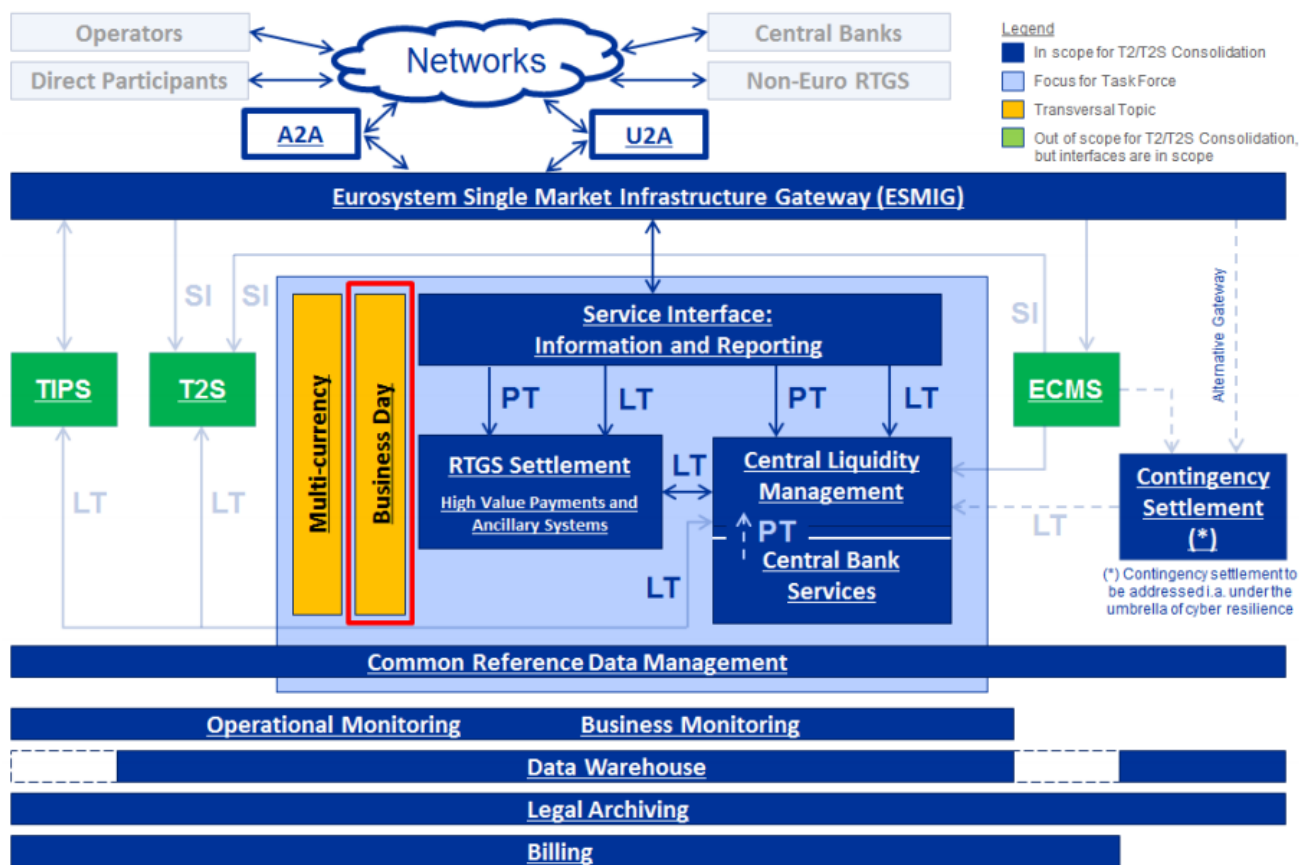 Operators
Direct Participants
Networks
Central Banks
Non-Euro RTGS
Legend
In scope for T2/T2S Consolidation
Focus for TaskForce
Transversal Topic
Out of scope for T2/T2S Consolidation,
but interfaces are in scope
A2A
U2A
Eurosystem Single Market Infrastructure Gateway (ESMIG)
SI
SI
SI
Alternative Gateway
Service Interface:
Information and Reporting
TIPS
T2S
Multi-currency
Business Day
PT
LT
PT
LT
ECMS
RTGS Settlement
High Value Payments and
Ancillary Systems
LT
Central Liquidity
Management
PT
Central Bank
Services
LT
LT
LT
LT
Contingency
Settlement
(*)
(*) Contingency settlement to
be addressed i.a. under the
umbrella of cyber resilience
Common Reference Data Management
Operational Monitoring
Business Monitoring
Data Warehouse
Legal Archiving
Billing